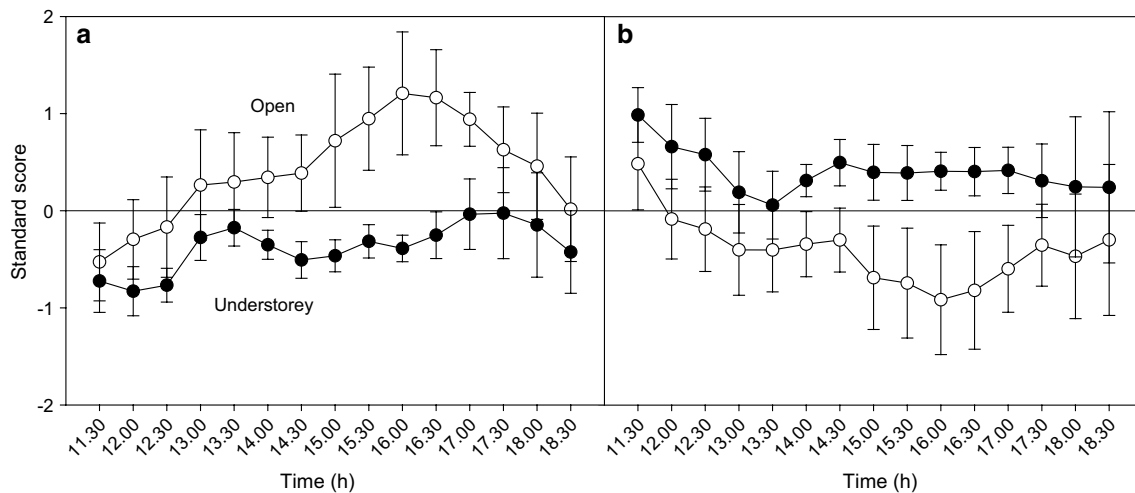 a
b
Open
Understorey
Standard score
2
1
0
-1
-2
11.30 12.00 12.30 13.00 13.30 14.00 14.30 15.00 15.30 16.00 16.30 17.00 17.30 18.00 18.30
11.30 12.00 12.30 13.00 13.30 14.00 14.30 15.00 15.30 16.00 16.30 17.00 17.30 18.00 18.30
Time (h)
Time (h)